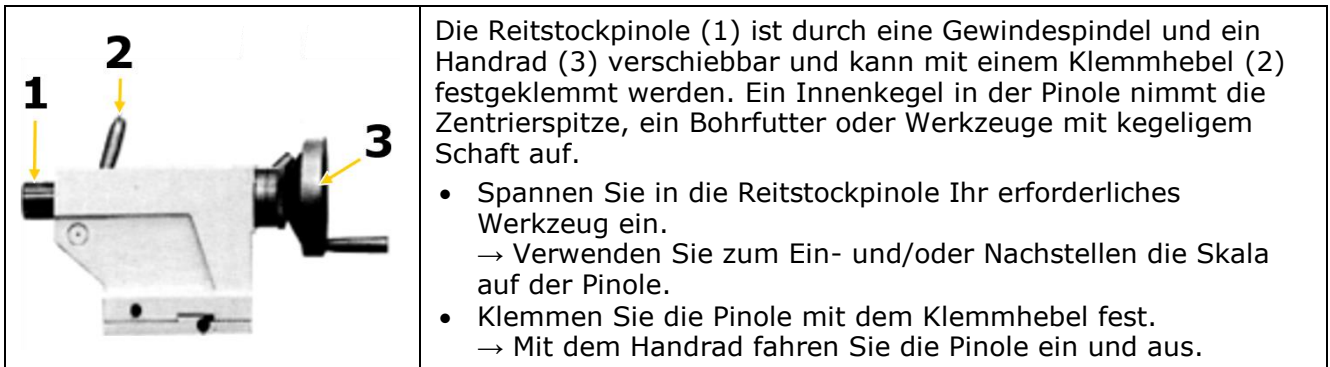 1
2
3
Die Reitstockpinole (1) ist durch eine Gewindespindel und ein
Handrad (3) verschiebbar und kann mit einem Klemmhebel (2)
festgeklemmt werden. Ein Innenkegel in der Pinole nimmt die
Zentrierspitze, ein Bohrfutter oder Werkzeuge mit kegeligem
Schaft auf.
• Spannen Sie in die Reitstockpinole Ihr erforderliches
Werkzeug ein.
→ Verwenden Sie zum Ein- und/oder Nachstellen die Skala
auf der Pinole.
• Klemmen Sie die Pinole mit dem Klemmhebel fest.
→ Mit dem Handrad fahren Sie die Pinole ein und aus.